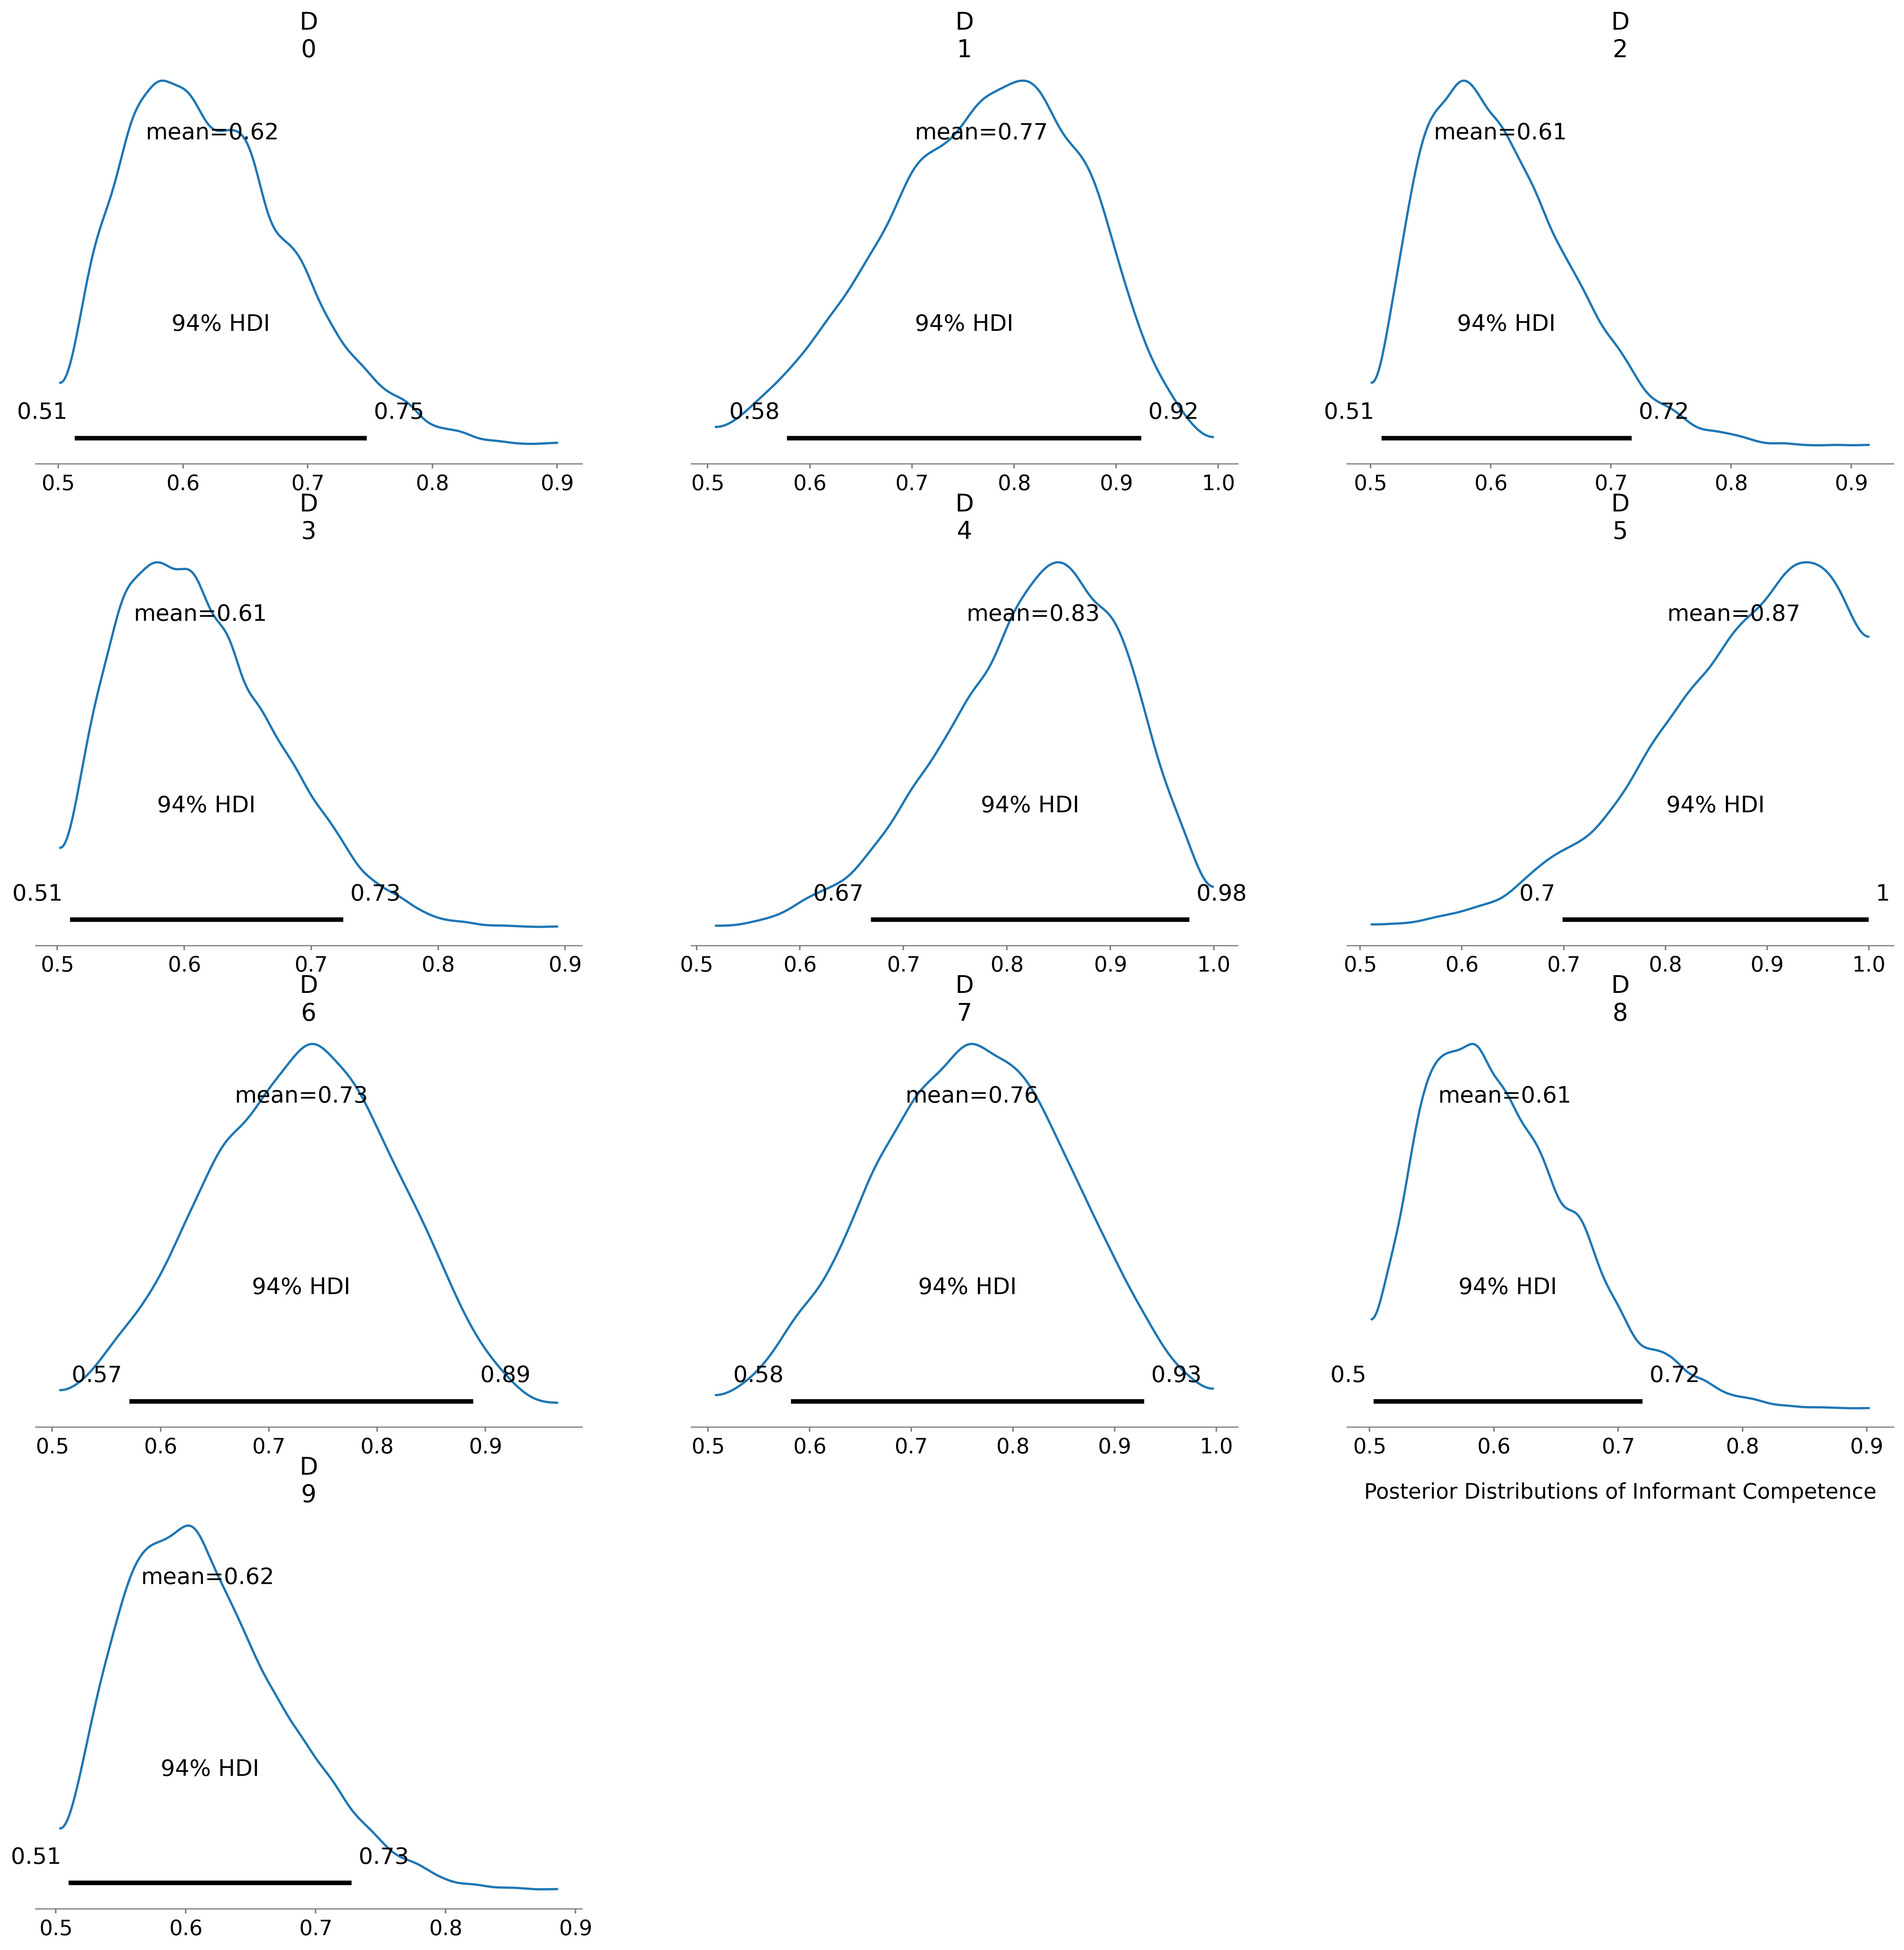 D
0
mean=0.62
94% HDI
0.51 0.75
0.5 0.6 0.7 0.8 0.9
D
1
mean=0.77
94% HDI
0.58 0.92
0.5 0.6 0.7 0.8 0.9 1.0
D
2
mean=0.61
94% HDI
0.51 0.72
0.5 0.6 0.7 0.8 0.9
D
3
mean=0.61
94% HDI
0.51 0.73
0.5 0.6 0.7 0.8 0.9
D
4
mean=0.83
94% HDI
0.67 0.98
0.5 0.6 0.7 0.8 0.9 1.0
D
5
mean=0.87
94% HDI
0.7 1
0.5 0.6 0.7 0.8 0.9 1.0
D
6
mean=0.73
94% HDI
0.57 0.89
0.5 0.6 0.7 0.8 0.9
D
7
mean=0.76
94% HDI
0.58 0.93
0.5 0.6 0.7 0.8 0.9 1.0
D
8
mean=0.61
94% HDI
0.5 0.72
0.5 0.6 0.7 0.8 0.9
Posterior Distributions of Informant Competence
D
9
mean=0.62
94% HDI
0.51 0.73
0.5 0.6 0.7 0.8 0.9